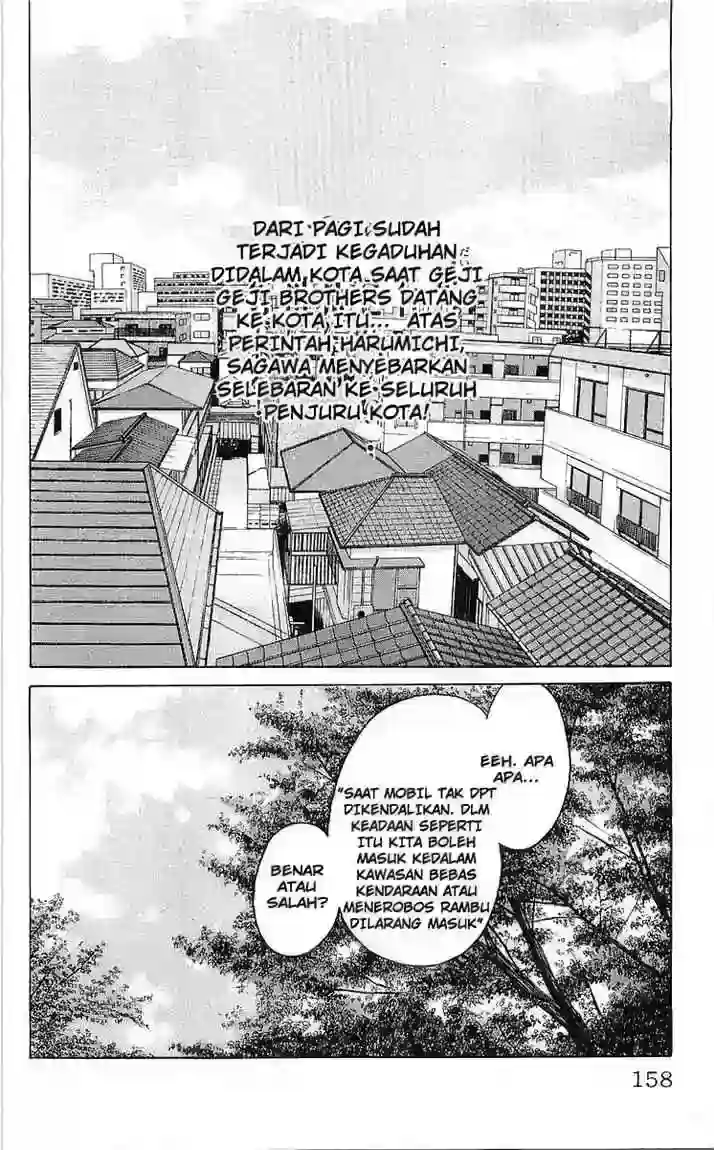 DARI PAGI SUDAH
TERJADI KEGADUHAN
DIDALAM KOTA SAAT GEJI
GEJI BROTHERS DATANG
KE KOTA ITU... ATAS
PERINTAH HARUMICHI,
SAGAWA MENYEBARKAN
SELEBARAN KE SELURUH
PENJURU KOTA!
EEH. APA
APA...
"SAAT MOBIL TAK DPT
DIKENDALIKAN. DLM
KEADAAN SEPERTI
ITU KITA BOLEH
MASUK KEDALAM
KAWASAN BEBAS
KENDARAAN ATAU
MENEROBOS RAMBU
DILARANG MASUK"
BENAR
ATAU
SALAH?
158